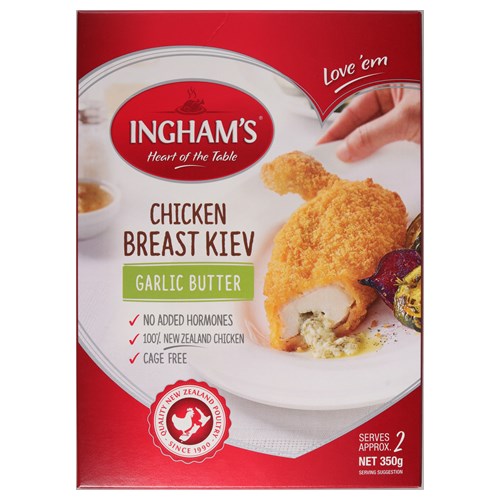 Love 'em
INGHAM'S®
Heart of the Table
CHICKEN
BREAST KIEV
GARLIC BUTTER
✓ NO ADDED HORMONES
✓ 100% NEW ZEALAND CHICKEN
✓ CAGE FREE
QUALITY NEW ZEALAND POULTRY
• SINCE 1990 •
SERVES
APPROX. 2
NET 350g
SERVING SUGGESTION